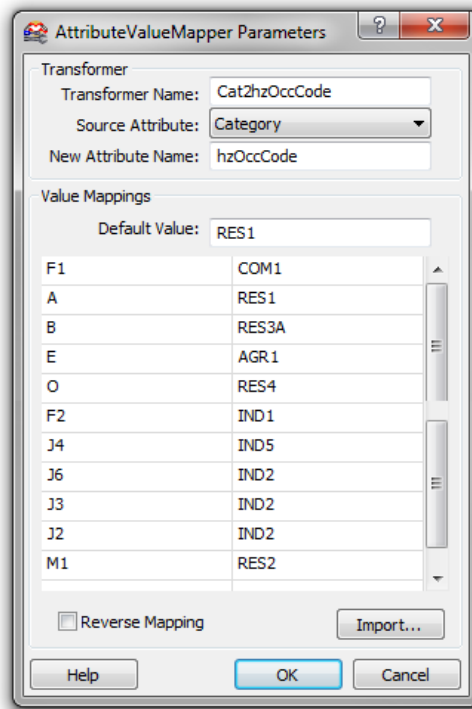 AttributeValueMapper Parameters
Transformer
Transformer Name: Cat2hzOccCode
Source Attribute: Category
New Attribute Name: hzOccCode
Value Mappings
Default Value: RES1
F1 COM1
A RES1
B RES3A
E AGR1
O RES4
F2 IND1
J4 IND5
J6 IND2
J3 IND2
J2 IND2
M1 RES2
Reverse Mapping Import...
Help OK Cancel